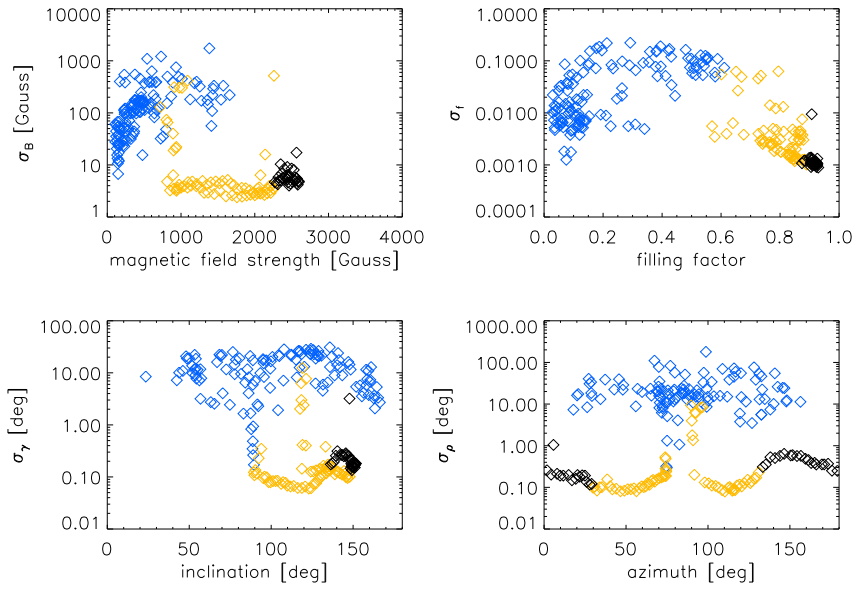 10000
1000
100
10
1
σB [Gauss]
0 1000 2000 3000 4000
magnetic field strength [Gauss]
1.0000
0.1000
0.0100
0.0010
0.0001
σf
0.0 0.2 0.4 0.6 0.8 1.0
filling factor
100.00
10.00
1.00
0.10
0.01
σγ [deg]
0 50 100 150
inclination [deg]
1000.00
100.00
10.00
1.00
0.10
0.01
σρ [deg]
0 50 100 150
azimuth [deg]